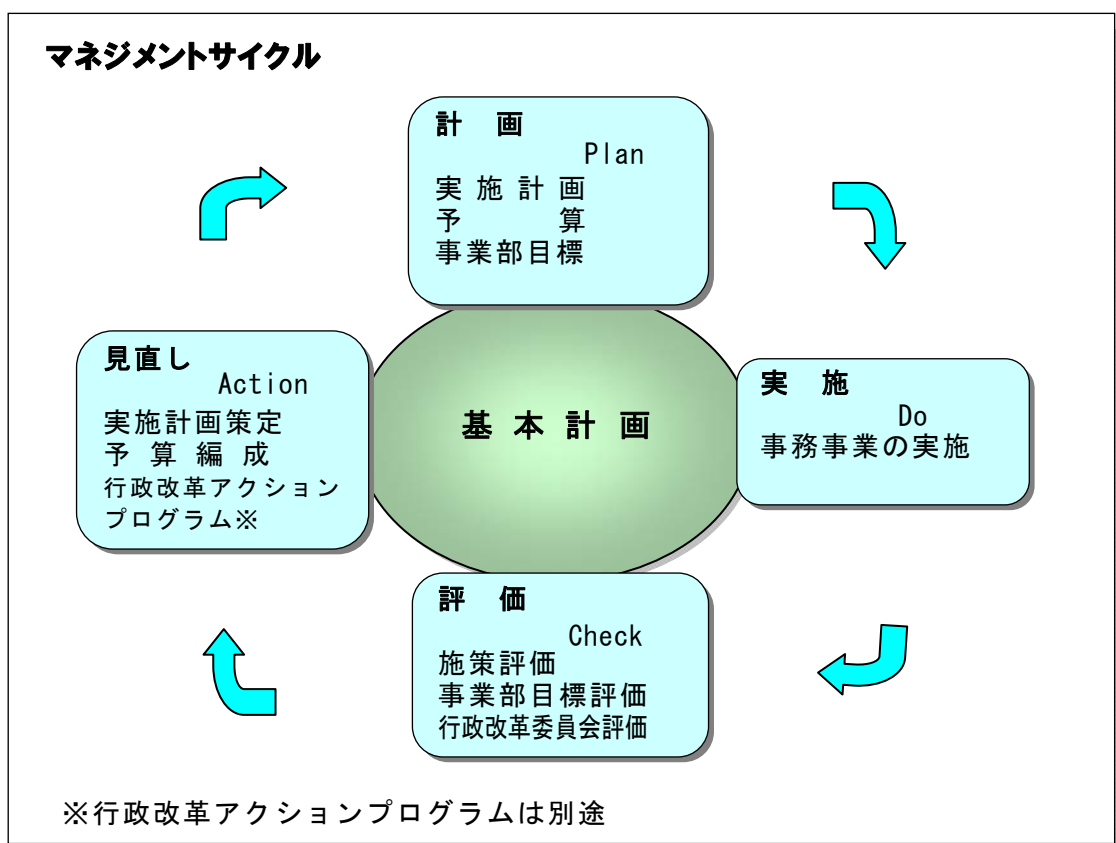 マネジメントサイクル
計　画
Plan
実施計画
予　　算
事業部目標
見直し
Action
実施計画策定
予算編成
行政改革アクション
プログラム※
基本計画
実　施
Do
事務事業の実施
評　価
Check
施策評価
事業部目標評価
行政改革委員会評価
※行政改革アクションプログラムは別途